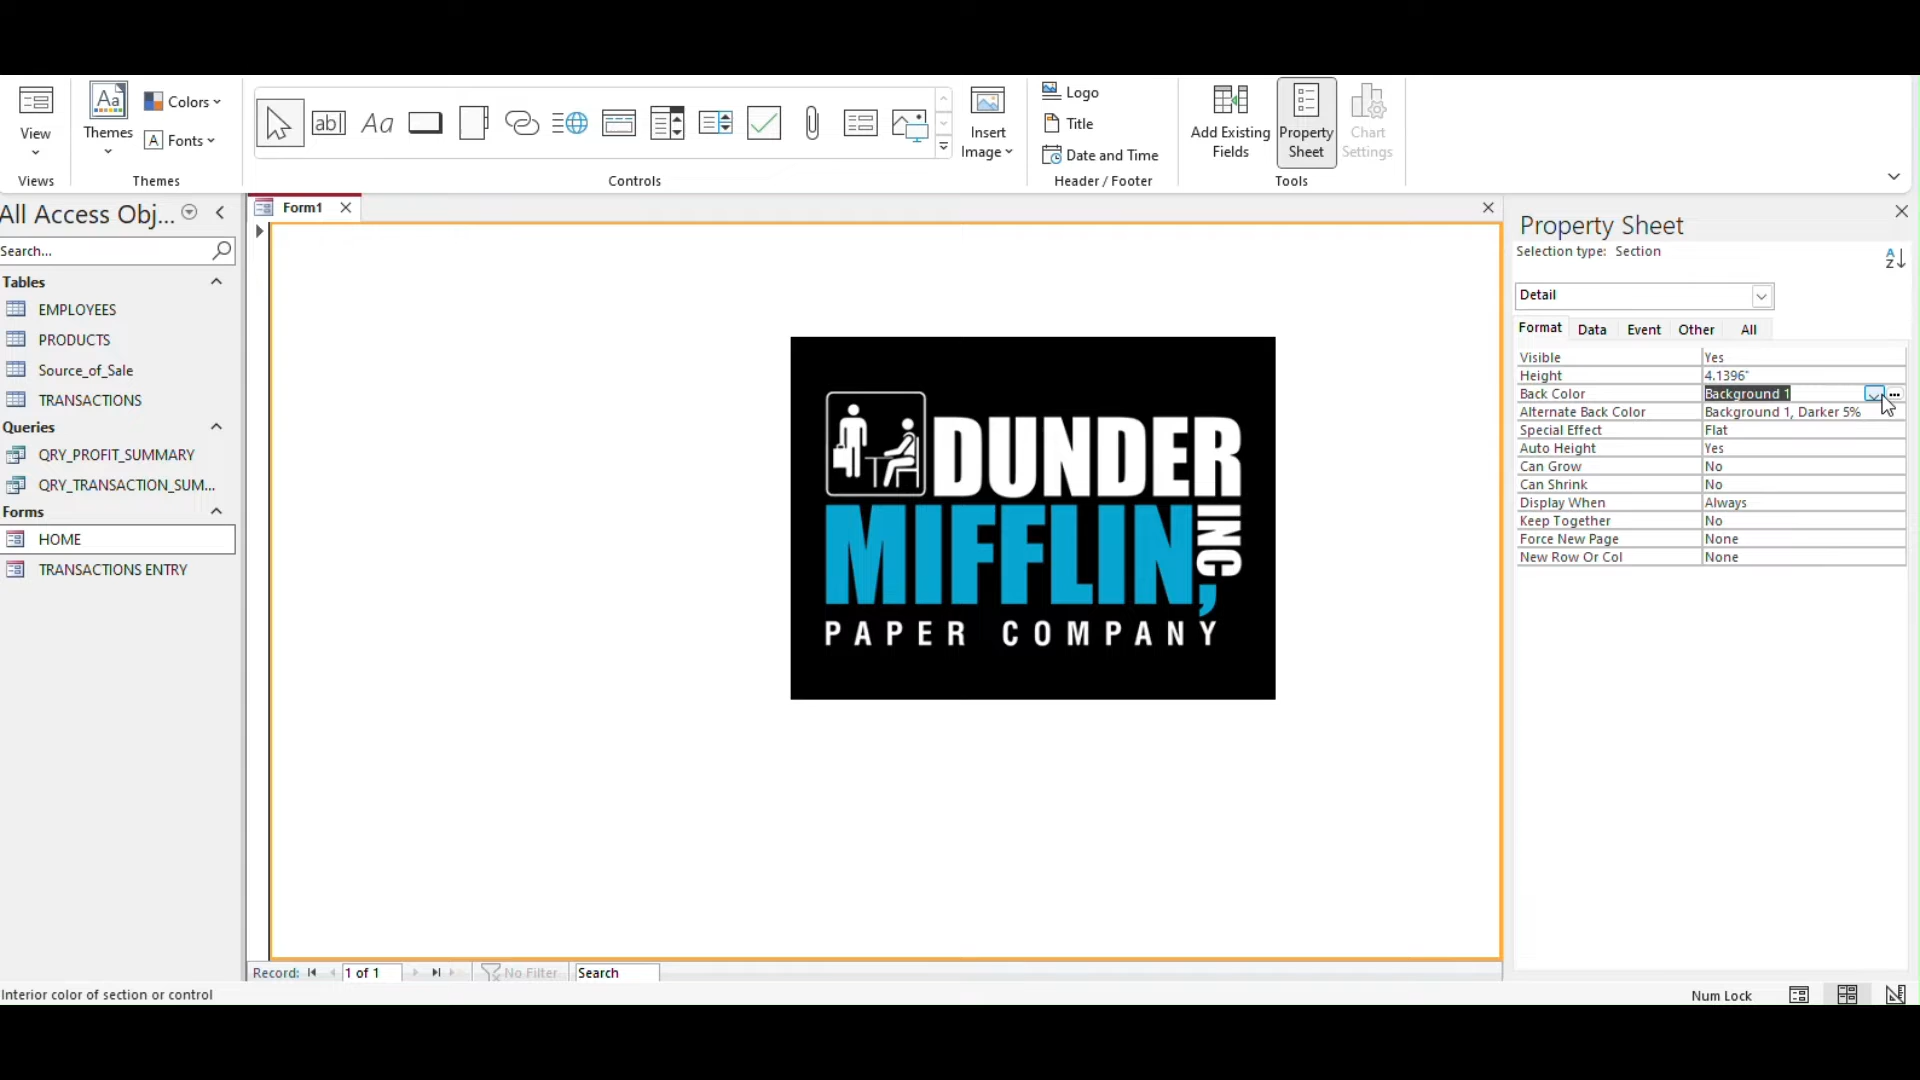 View
Views
Themes
Colors
Fonts
Themes
ab
Aa
Controls
Insert
Image
Logo
Title
Date and Time
Header / Footer
Add Existing
Fields
Property
Sheet
Chart
Settings
Tools
All Access Obj...
Search...
Tables
EMPLOYEES
PRODUCTS
Source_of_Sale
TRANSACTIONS
Queries
QRY_PROFIT_SUMMARY
QRY_TRANSACTION_SUM...
Forms
HOME
TRANSACTIONS ENTRY
Form1
DUNDER
MIFFLIN,
INC
PAPER COMPANY
Record:
1 of 1
No Filter
Search
Property Sheet
Selection type: Section
Detail
Format Data Event Other All
Visible Yes
Height 4.1396"
Back Color Background 1
Alternate Back Color Background 1, Darker 5%
Special Effect Flat
Auto Height Yes
Can Grow No
Can Shrink No
Display When Always
Keep Together No
Force New Page None
New Row Or Col None
Interior color of section or control
Num Lock